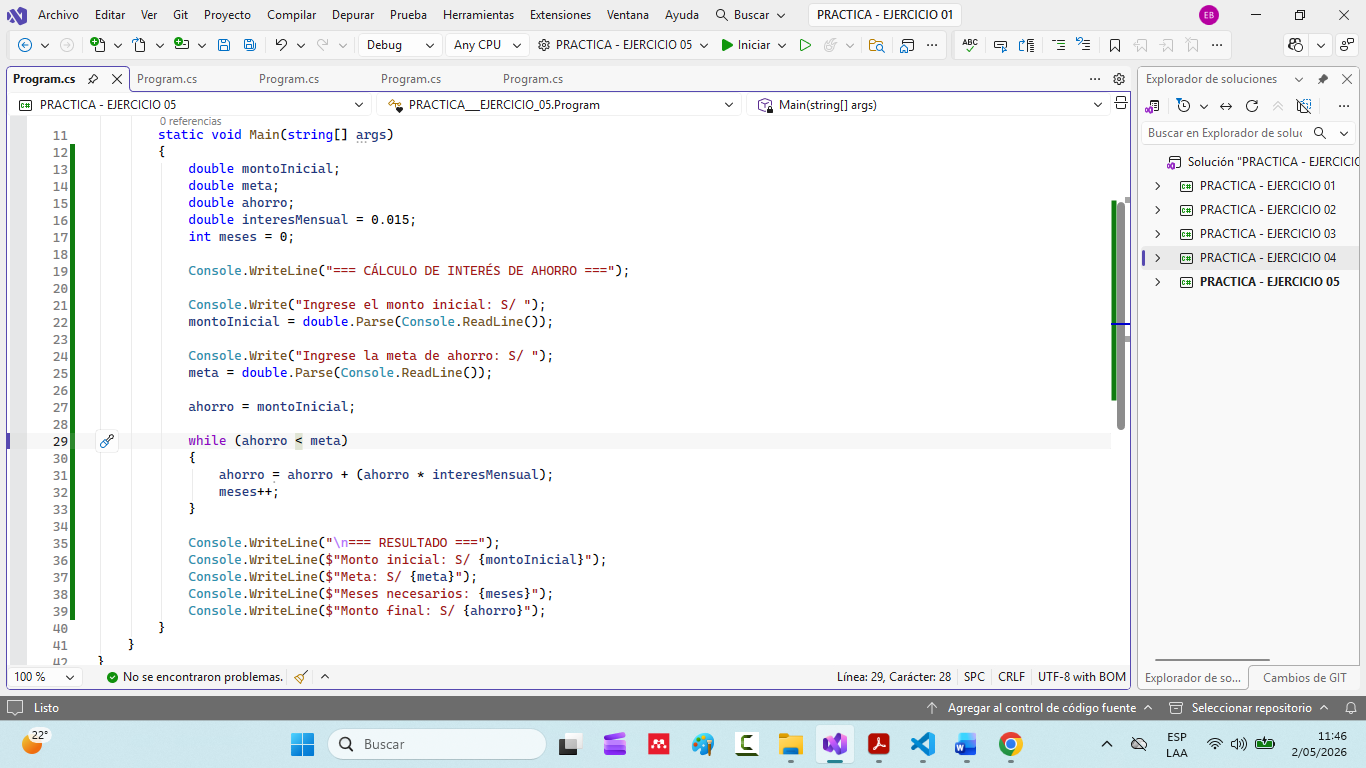 Archivo Editar Ver Git Proyecto Compilar Depurar Prueba Herramientas Extensiones Ventana Ayuda Buscar PRACTICA - EJERCICIO 01 EB
Debug Any CPU PRACTICA - EJERCICIO 05 Iniciar
Program.cs Program.cs Program.cs Program.cs Program.cs
PRACTICA - EJERCICIO 05 PRACTICA___EJERCICIO_05.Program Main(string[] args)
0 referencias
11 static void Main(string[] args)
12 {
13 double montoInicial;
14 double meta;
15 double ahorro;
16 double interesMensual = 0.015;
17 int meses = 0;
18
19 Console.WriteLine("=== CÁLCULO DE INTERÉS DE AHORRO ===");
20
21 Console.Write("Ingrese el monto inicial: S/ ");
22 montoInicial = double.Parse(Console.ReadLine());
23
24 Console.Write("Ingrese la meta de ahorro: S/ ");
25 meta = double.Parse(Console.ReadLine());
26
27 ahorro = montoInicial;
28
29 while (ahorro < meta)
30 {
31 ahorro = ahorro + (ahorro * interesMensual);
32 meses++;
33 }
34
35 Console.WriteLine("\n=== RESULTADO ===");
36 Console.WriteLine($"Monto inicial: S/ {montoInicial}");
37 Console.WriteLine($"Meta: S/ {meta}");
38 Console.WriteLine($"Meses necesarios: {meses}");
39 Console.WriteLine($"Monto final: S/ {ahorro}");
40 }
41 }
42 }
100 % No se encontraron problemas. Línea: 29, Carácter: 28 SPC CRLF UTF-8 with BOM
Explorador de soluciones
Buscar en Explorador de soluc
Solución "PRACTICA - EJERCIC
PRACTICA - EJERCICIO 01
PRACTICA - EJERCICIO 02
PRACTICA - EJERCICIO 03
PRACTICA - EJERCICIO 04
PRACTICA - EJERCICIO 05
Explorador de so... Cambios de GIT
Listo Agregar al control de código fuente Seleccionar repositorio
22° Buscar ESP LAA 11:46
2/05/2026